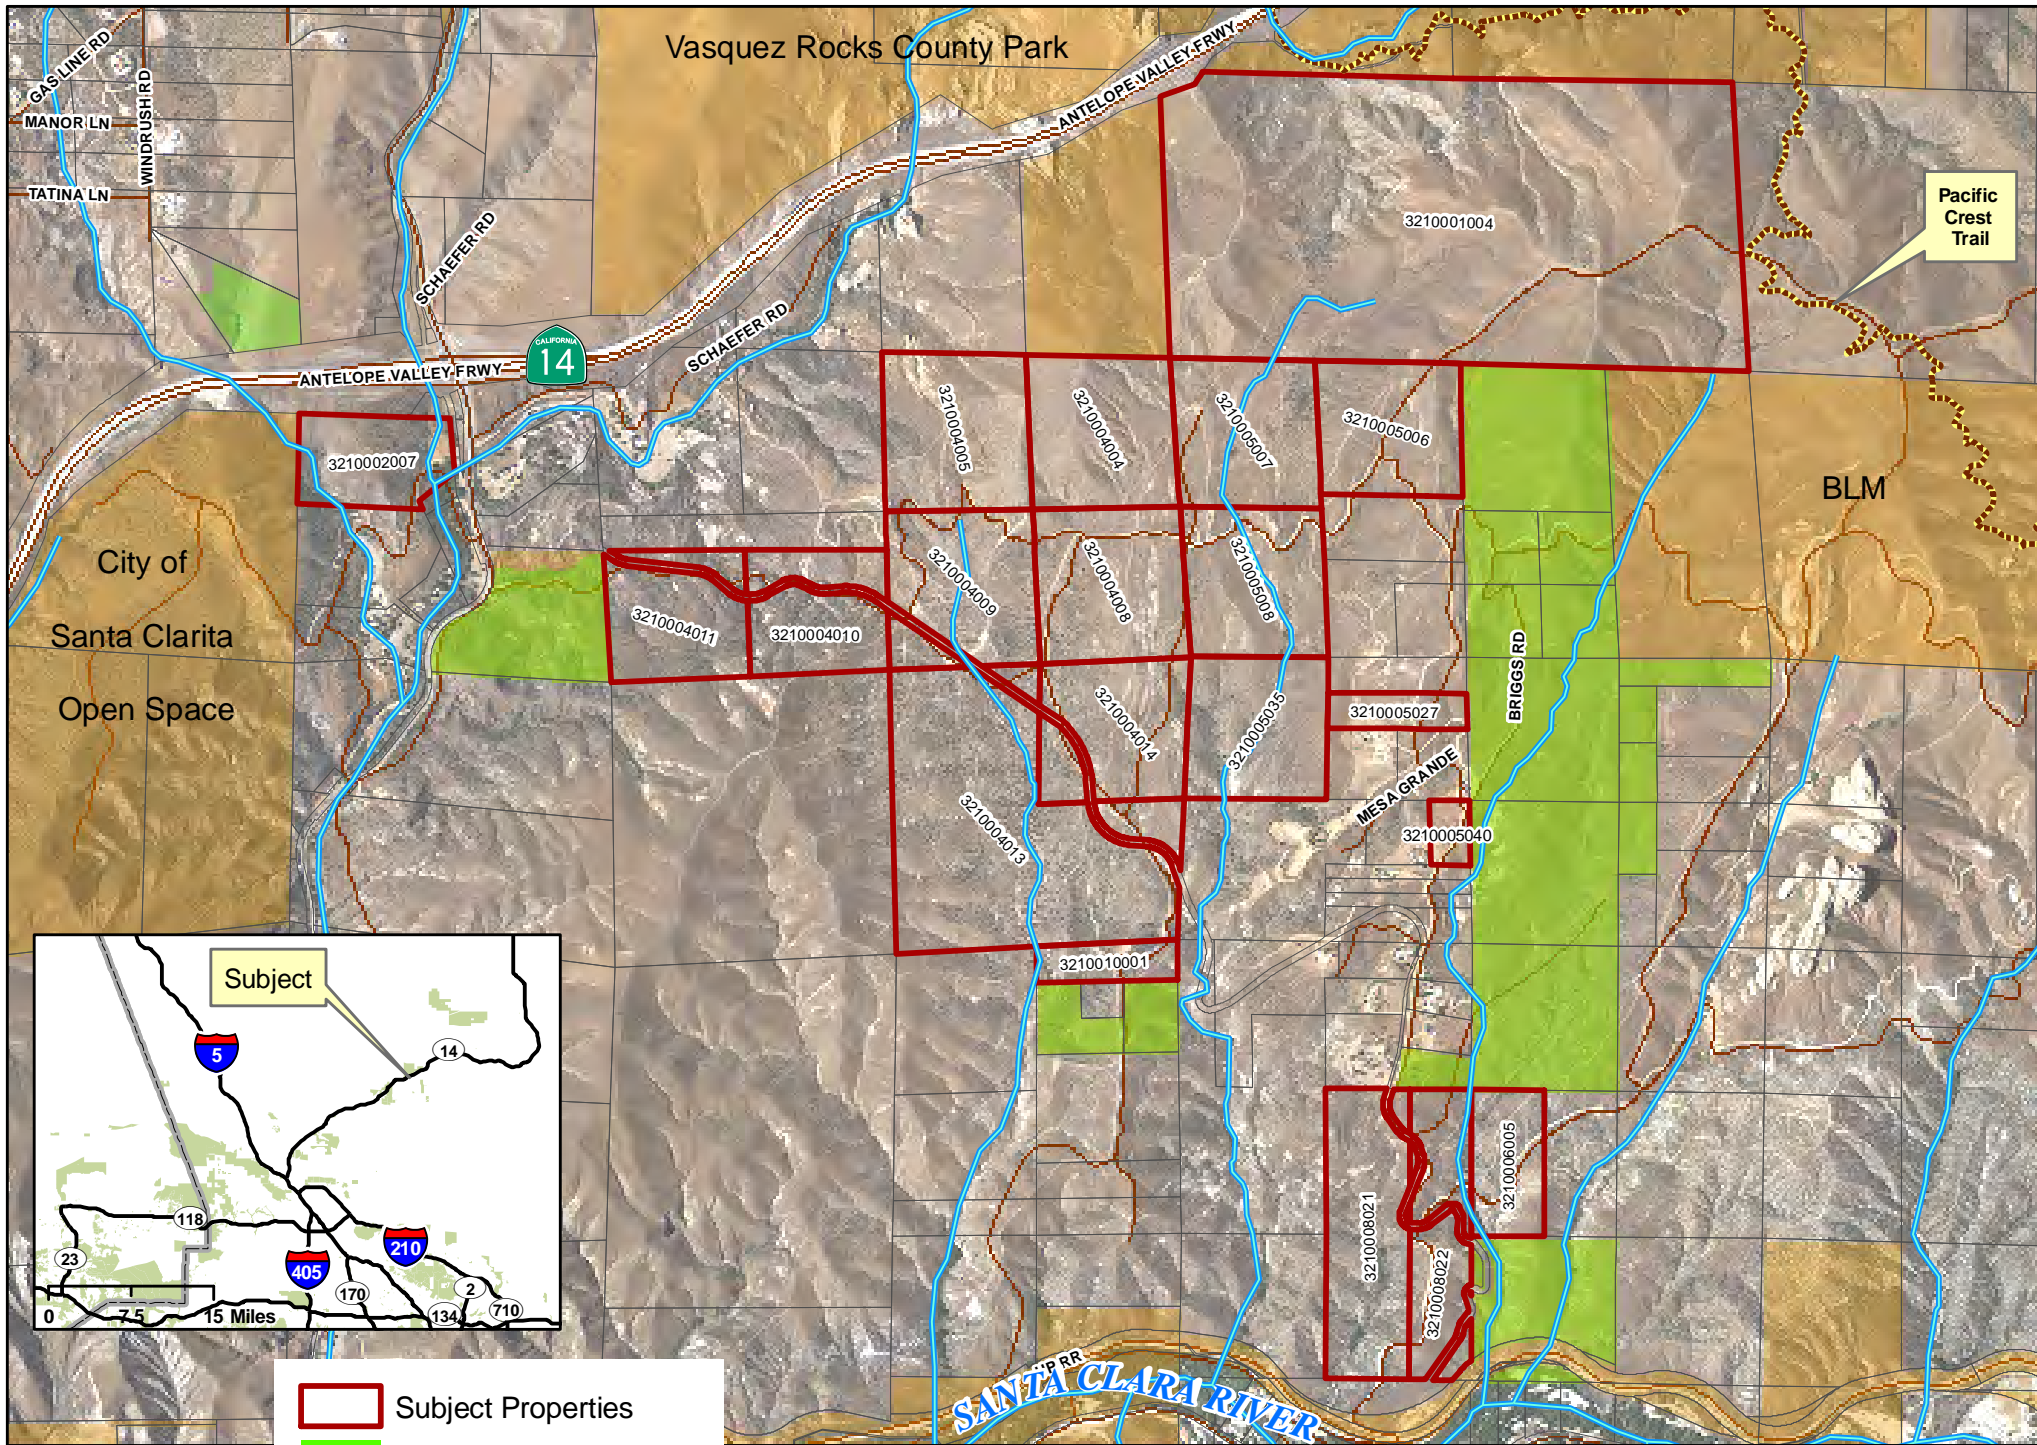 Vasquez Rocks County Park
ANTELOPE VALLEY FRWY
GAS LINE RD
MANOR LN
WINDRUSH RD
TATINA LN
SCHAEFER RD
3210001004
Pacific
Crest
Trail
SCHAEFER RD
CALIFORNIA
14
ANTELOPE VALLEY FRWY
3210002007
3210004005
3210004004
3210005007
3210005006
BLM
City of
Santa Clarita
Open Space
3210004011
3210004010
3210004009
3210004008
3210005008
BRIGGS RD
3210004014
3210005035
3210005027
MESA GRANDE
3210005040
3210004013
3210010001
Subject
5
14
118
23
405
210
170
2
134
710
0
7.5
15 Miles
3210006005
3210008021
3210008022
UP RR
SANTA CLARA RIVER
Subject Properties